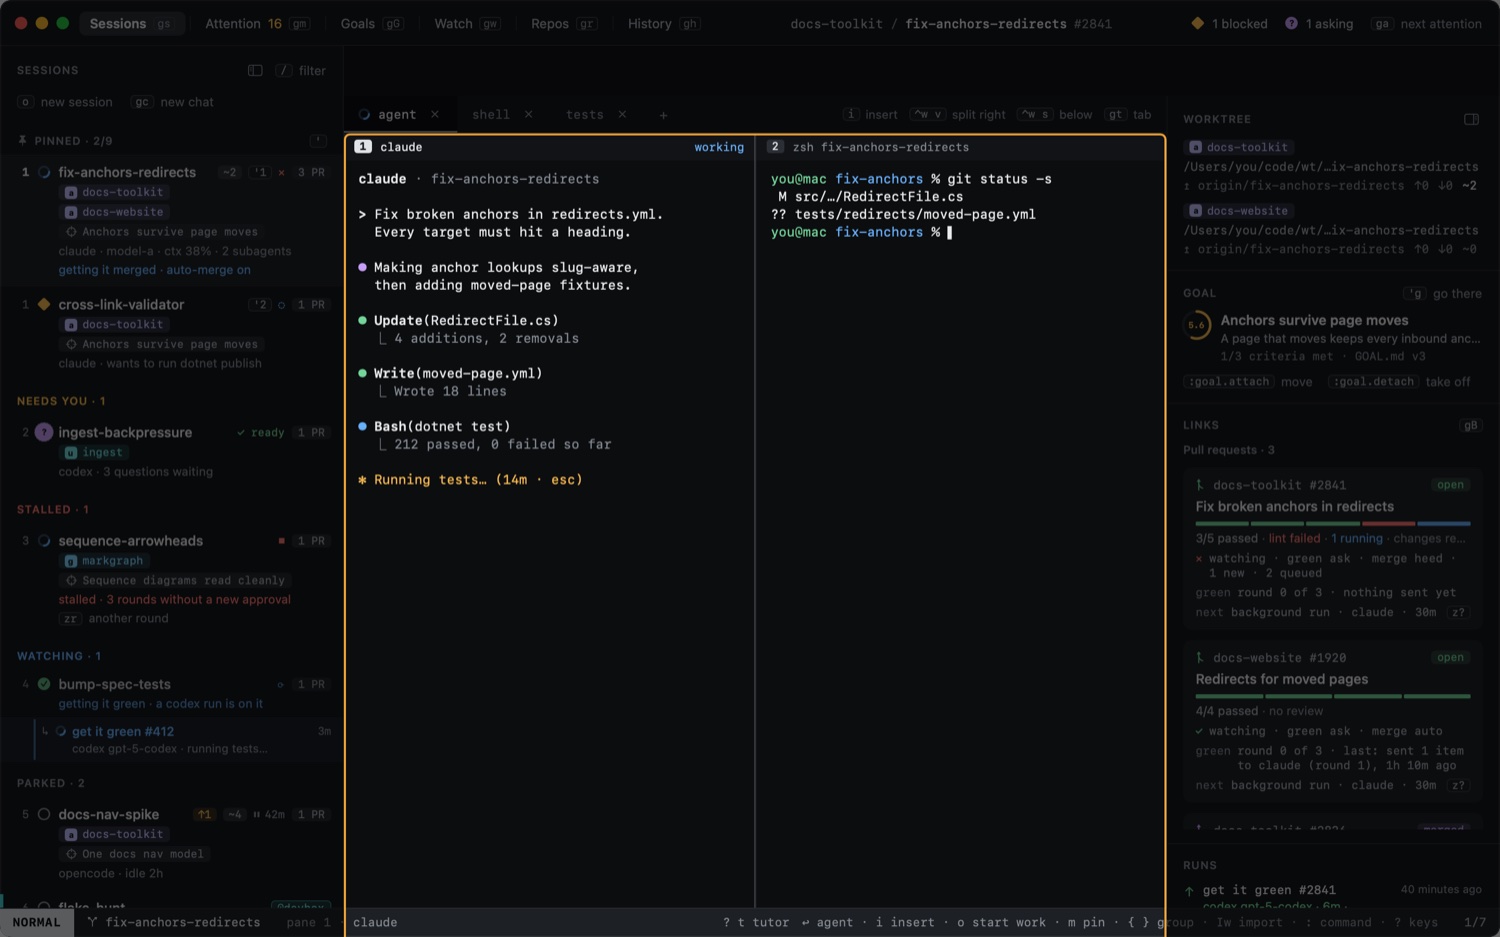 Sessions gs Attention 16 gm Goals gG Watch gw Repos gr History gh docs-toolkit / fix-anchors-redirects #2841 1 blocked ? 1 asking ga next attention
SESSIONS / filter
o new session gc new chat
PINNED · 2/9 '
1 fix-anchors-redirects ~2 '1 × 3 PR
a docs-toolkit
a docs-website
Anchors survive page moves
claude · model-a · ctx 38% · 2 subagents
getting it merged · auto-merge on
1 cross-link-validator '2 ○ 1 PR
a docs-toolkit
Anchors survive page moves
claude · wants to run dotnet publish
NEEDS YOU · 1
2 ? ingest-backpressure ✓ ready 1 PR
u ingest
codex · 3 questions waiting
STALLED · 1
3 sequence-arrowheads 1 PR
markgraph
Sequence diagrams read cleanly
stalled · 3 rounds without a new approval
zr another round
WATCHING · 1
4 bump-spec-tests 1 PR
getting it green · a codex run is on it
↳ get it green #412 3m
codex gpt-5-codex · running tests…
PARKED · 2
5 docs-nav-spike ↑1 ~4 42m 1 PR
a docs-toolkit
One docs nav model
opencode · idle 2h
agent × shell × tests × + i insert ^w v split right ^w s below gt tab
1 claude working
claude · fix-anchors-redirects
> Fix broken anchors in redirects.yml.
Every target must hit a heading.
● Making anchor lookups slug-aware,
then adding moved-page fixtures.
● Update(RedirectFile.cs)
⎿ 4 additions, 2 removals
● Write(moved-page.yml)
⎿ Wrote 18 lines
● Bash(dotnet test)
⎿ 212 passed, 0 failed so far
✱ Running tests… (14m · esc)
2 zsh fix-anchors-redirects
you@mac fix-anchors % git status -s
M src/…/RedirectFile.cs
?? tests/redirects/moved-page.yml
you@mac fix-anchors %
WORKTREE
a docs-toolkit
/Users/you/code/wt/…ix-anchors-redirects
↕ origin/fix-anchors-redirects ↑0 ↓0 ~2
a docs-website
/Users/you/code/wt/…ix-anchors-redirects
↕ origin/fix-anchors-redirects ↑0 ↓0 ~0
GOAL 'g go there
5.6 Anchors survive page moves
A page that moves keeps every inbound anc…
1/3 criteria met · GOAL.md v3
:goal.attach move :goal.detach take off
LINKS gB
Pull requests · 3
docs-toolkit #2841 open
Fix broken anchors in redirects
3/5 passed · lint failed · 1 running · changes re…
× watching · green ask · merge heed ·
1 new · 2 queued
green round 0 of 3 · nothing sent yet
next background run · claude · 30m z?
docs-website #1920 open
Redirects for moved pages
4/4 passed · no review
✓ watching · green ask · merge auto
green round 0 of 3 · last: sent 1 item
to claude (round 1), 1h 10m ago
next background run · claude · 30m z?
RUNS
↑ get it green #2841 40 minutes ago
codex gpt-5-codex · 6m ·
NORMAL fix-anchors-redirects pane 1 · claude ? t tutor ↩ agent · i insert · o start work · m pin · { } group · Iw import · : command · ? keys 1/7